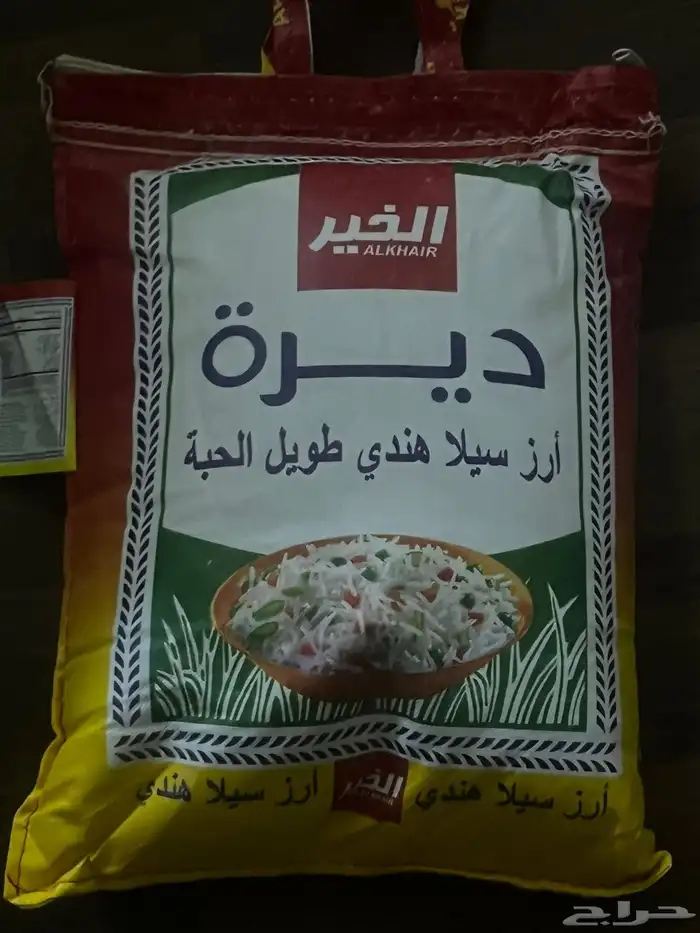 الخير
ALKHAIR
ديرة
أرز سيلا هندي طويل الحبة
أرز سيلا هندي الخير أرز سيلا هندي
حراج